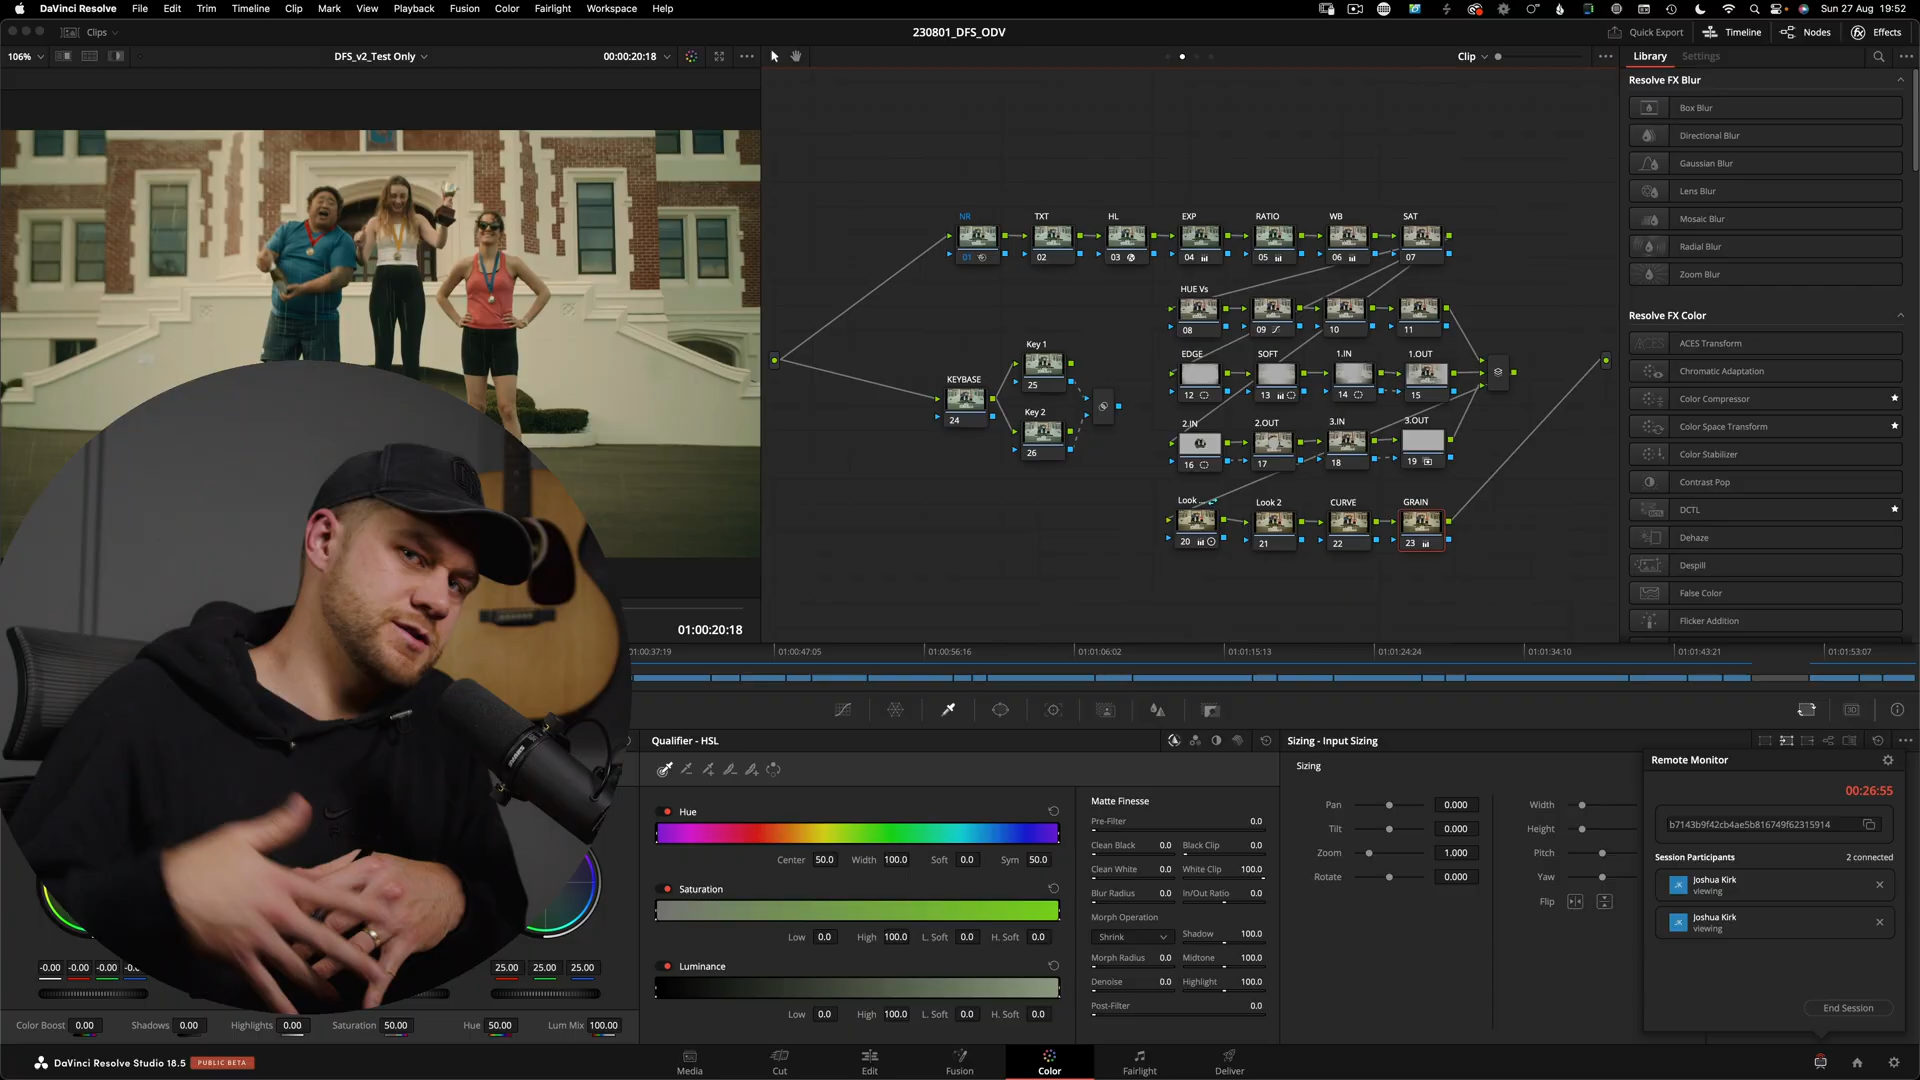 DaVinci Resolve File Edit Trim Timeline Clip Mark View Playback Fusion Color Fairlight Workspace Help
Sun 27 Aug 19:52
Clips
230801_DFS_ODV
Quick Export Timeline Nodes Effects
106%
DFS_v2_Test Only
00:00:20:18
Clip
Library Settings
Resolve FX Blur
Box Blur
Directional Blur
Gaussian Blur
Lens Blur
Mosaic Blur
Radial Blur
Zoom Blur
Resolve FX Color
ACES Transform
Chromatic Adaptation
Color Compressor
Color Space Transform
Color Stabilizer
Contrast Pop
DCTL
Dehaze
Despill
False Color
Flicker Addition
NR TXT HL EXP RATIO WB SAT
01 02 03 04 05 06 07
HUE Vs
08 09 10 11
EDGE SOFT 1.IN 1.OUT
12 13 14 15
2.IN 2.OUT 3.IN 3.OUT
16 17 18 19
Look ... Look 2 CURVE GRAIN
20 21 22 23
KEYBASE
24
Key 1
25
Key 2
26
01:00:20:18
00:37:19 01:00:47:05 01:00:56:16 01:01:06:02 01:01:15:13 01:01:24:24 01:01:34:10 01:01:43:21 01:01:53:07
Qualifier - HSL
Hue
Center 50.0 Width 100.0 Soft 0.0 Sym 50.0
Saturation
Low 0.0 High 100.0 L. Soft 0.0 H. Soft 0.0
Luminance
Low 0.0 High 100.0 L. Soft 0.0 H. Soft 0.0
Matte Finesse
Pre-Filter 0.0
Clean Black 0.0 Black Clip 0.0
Clean White 0.0 White Clip 100.0
Blur Radius 0.0 In/Out Ratio 0.0
Morph Operation
Shrink Shadow 100.0
Morph Radius 0.0 Midtone 100.0
Denoise 0.0 Highlight 100.0
Post-Filter 0.0
Sizing - Input Sizing
Sizing
Pan 0.000 Width
Tilt 0.000 Height
Zoom 1.000 Pitch
Rotate 0.000 Yaw
Flip
Remote Monitor
00:26:55
b7143b9f42cb4ae5b816749f62315914
Session Participants 2 connected
Joshua Kirk
viewing
Joshua Kirk
viewing
End Session
-0.00 -0.00 -0.00 25.00 25.00 25.00
Color Boost 0.00 Shadows 0.00 Highlights 0.00 Saturation 50.00 Hue 50.00 Lum Mix 100.00
DaVinci Resolve Studio 18.5 PUBLIC BETA
Media Cut Edit Fusion Color Fairlight Deliver